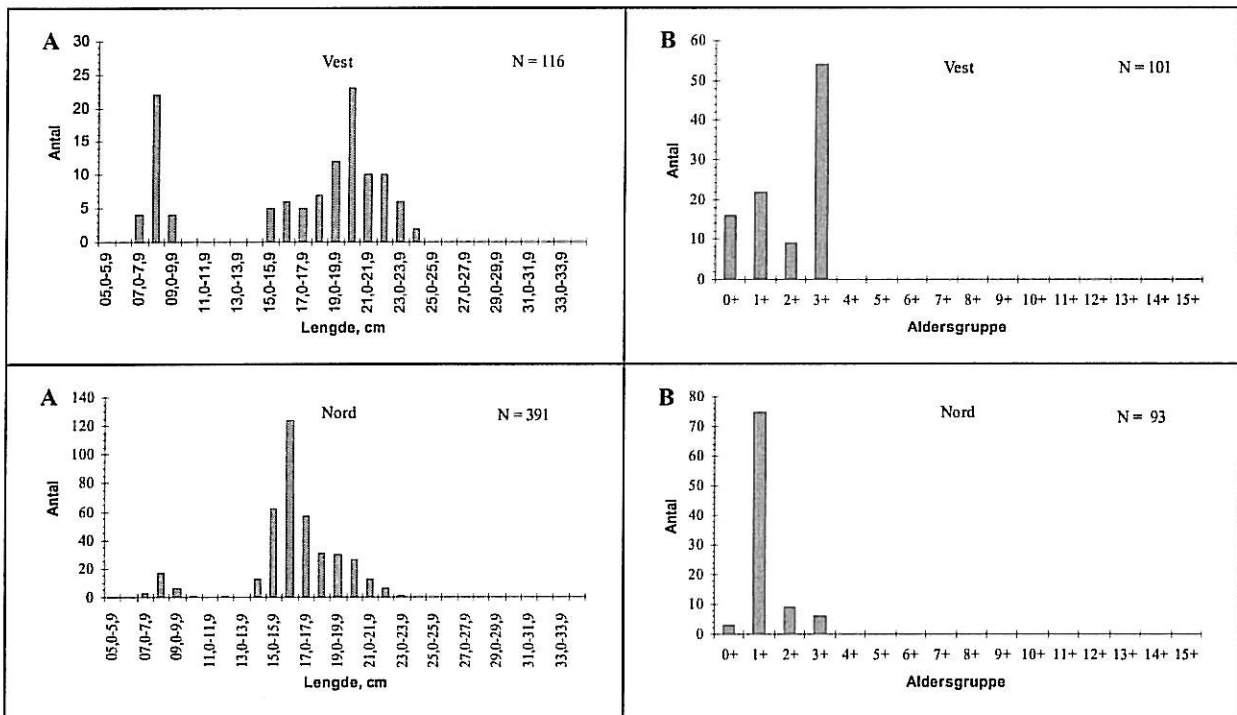 A
Vest
N = 116
Antal
30
25
20
15
10
5
0
05,0-5,9
07,0-7,9
09,0-9,9
11,0-11,9
13,0-13,9
15,0-15,9
17,0-17,9
19,0-19,9
21,0-21,9
23,0-23,9
25,0-25,9
27,0-27,9
29,0-29,9
31,0-31,9
33,0-33,9
Lengde, cm
B
Vest
N = 101
Antal
60
50
40
30
20
10
0
0+ 1+ 2+ 3+ 4+ 5+ 6+ 7+ 8+ 9+ 10+ 12+ 13+ 14+ 15+
Aldersgruppe
A
Nord
N = 391
Antal
140
120
100
80
60
40
20
0
05,0-5,9
07,0-7,9
09,0-9,9
11,0-11,9
13,0-13,9
15,0-15,9
17,0-17,9
19,0-19,9
21,0-21,9
23,0-23,9
25,0-25,9
27,0-27,9
29,0-29,9
31,0-31,9
33,0-33,9
Lengde, cm
B
Nord
N = 93
Antal
80
70
60
50
40
30
20
10
0
0+ 1+ 2+ 3+ 4+ 5+ 6+ 7+ 8+ 9+ 10+ 12+ 13+ 14+ 15+
Aldersgruppe